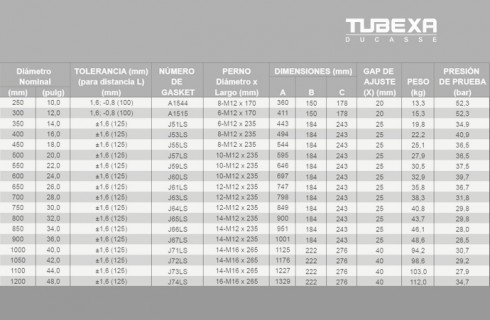 TUBEXA
DUCASSE
Diámetro Nominal TOLERANCIA (mm) (para distancia L) (mm) NÚMERO DE GASKET PERNO Diámetro x Largo (mm) DIMENSIONES (mm) GAP DE AJUSTE (X) (mm) PESO (kg) PRESIÓN DE PRUEBA (bar)
(mm) (pulg) A B C
250 10,0 1,6; -0,8 (100) A1544 8-M12 x 170 360 150 178 20 13,3 52,3
300 12,0 1,6; -0,8 (100) A1515 6-M12 x 170 411 150 178 20 15,8 52,3
350 14,0 ±1,6 (125) J51LS 6-M12 x 235 443 184 243 25 19,8 34,9
400 16,0 ±1,6 (125) J53LS 8-M12 x 235 494 184 243 25 22,2 40,9
450 18,0 ±1,6 (125) J55LS 8-M12 x 235 544 184 243 25 25,1 36,5
500 20,0 ±1,6 (125) J57LS 10-M12 x 235 595 184 243 25 27,9 36,5
550 22,0 ±1,6 (125) J59LS 10-M12 x 235 645 184 243 25 30,5 37,5
600 24,0 ±1,6 (125) J60LS 10-M12 x 235 697 184 243 25 32,9 39,7
650 26,0 ±1,6 (125) J61LS 12-M12 x 235 747 184 243 25 35,8 36,7
700 28,0 ±1,6 (125) J63LS 12-M12 x 235 798 184 243 25 38,3 31,8
750 30,0 ±1,6 (125) J64LS 12-M12 x 235 849 184 243 25 40,8 29,8
800 32,0 ±1,6 (125) J65LS 14-M12 x 235 900 184 243 25 43,7 29,8
850 34,0 ±1,6 (125) J66LS 14-M12 x 235 951 184 243 25 46,1 28,0
900 36,0 ±1,6 (125) J67LS 14-M12 x 235 1001 184 243 25 48,6 26,5
1000 40,0 ±1,6 (125) J71LS 14-M16 x 265 1125 222 276 40 94,2 30,7
1050 42,0 ±1,6 (125) J72LS 14-M16 x 265 1176 222 276 40 98,6 29,2
1100 44,0 ±1,6 (125) J73LS 14-M16 x 265 1227 222 276 40 103,0 27,9
1200 48,0 ±1,6 (125) J74LS 16-M16 x 265 1329 222 276 40 112,0 34,7